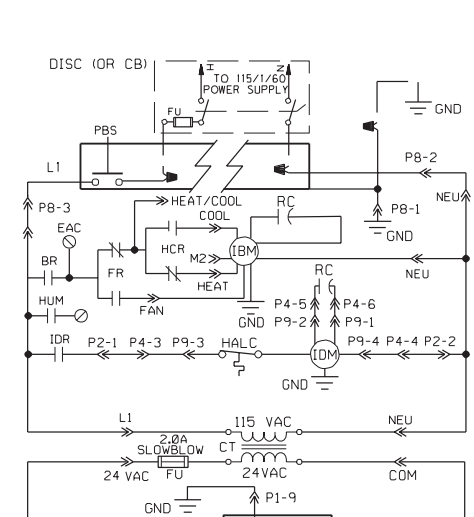 DISC (OR CB)
H
N
TO 115/1/60
POWER SUPPLY
FU
GND
PBS
L1
P8-2
NEU
P8-3
HEAT/COOL
COOL
RC
P8-1
GND
EAC
HCR
IBM
M2
BR
FR
HEAT
NEU
RC
HUM
FAN
P4-5
P4-6
GND
P9-2
P9-1
IDR
P2-1
P4-3
P9-3
HALC
IDM
P9-4
P4-4
P2-2
GND
L1
115 VAC
NEU
2.0A
SLOWBLOW
CT
24 VAC
FU
24VAC
COM
GND
P1-9